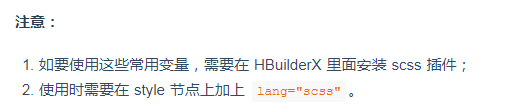 注意：
1. 如要使用这些常用变量，需要在 HBuilderX 里面安装 scss 插件；
2. 使用时需要在 style 节点上加上 lang="scss" 。